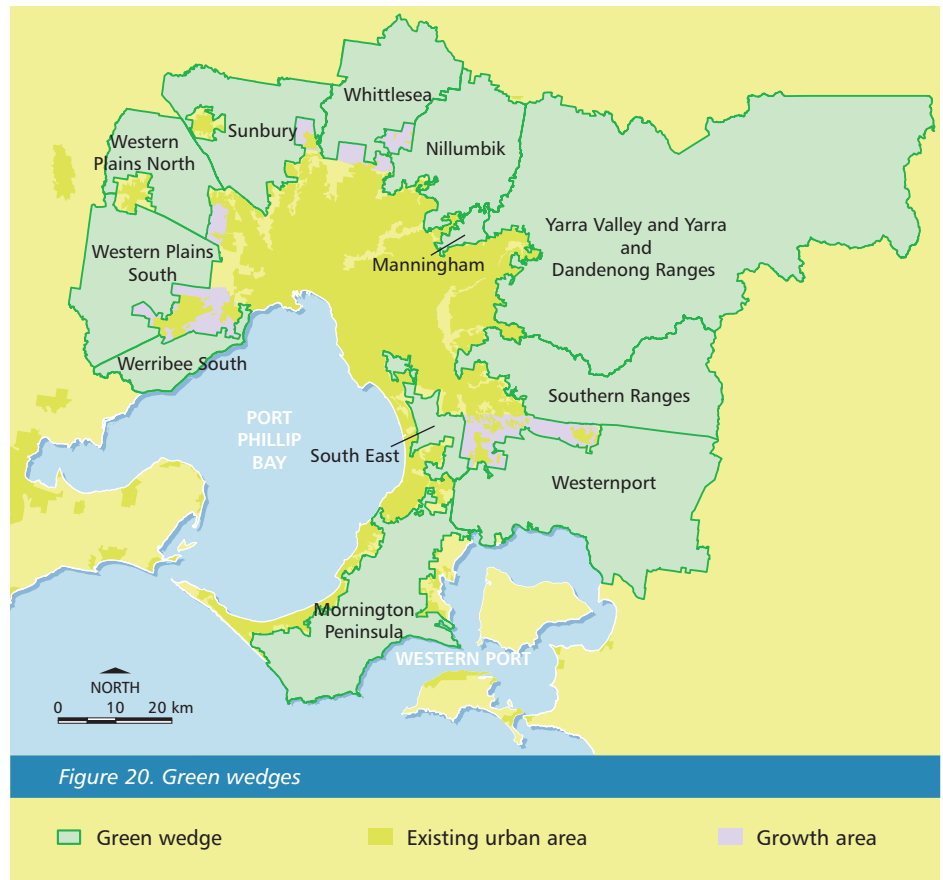 Whittlesea
Sunbury
Nillumbik
Western
Plains North
Yarra Valley and Yarra
and
Dandenong Ranges
Western Plains
South
Manningham
Werribee South
Southern Ranges
PORT
PHILLIP
BAY
South East
Westernport
Mornington
Peninsula
WESTERN PORT
NORTH
0 10 20 km
Figure 20. Green wedges
Green wedge
Existing urban area
Growth area